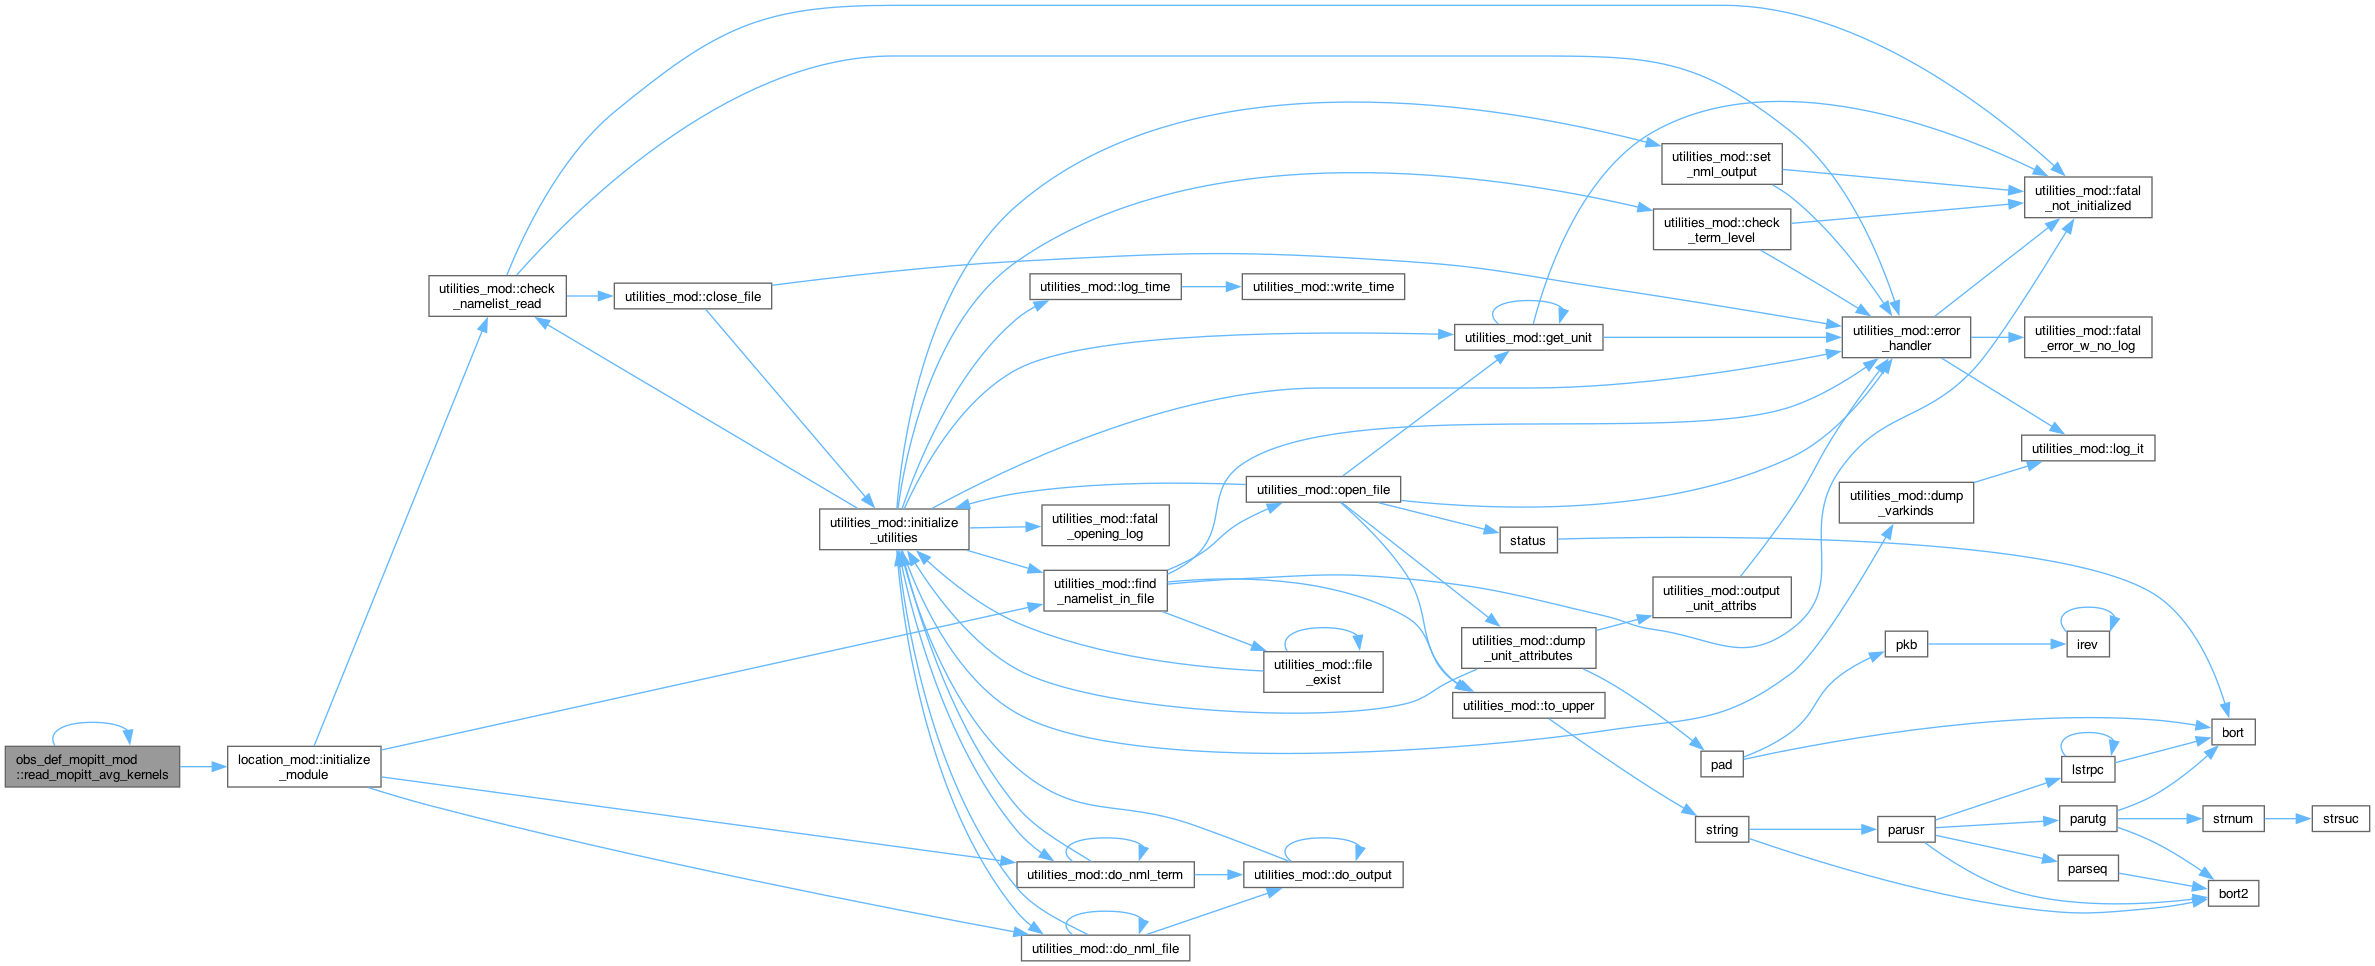 obs_def_mopitt_mod
::read_mopitt_avg_kernels
location_mod::initialize
_module
utilities_mod::check
_namelist_read
utilities_mod::close_file
utilities_mod::initialize
_utilities
utilities_mod::log_time
utilities_mod::write_time
utilities_mod::fatal
_opening_log
utilities_mod::find
_namelist_in_file
utilities_mod::do_nml_term
utilities_mod::do_nml_file
utilities_mod::open_file
utilities_mod::file
_exist
utilities_mod::do_output
utilities_mod::get_unit
status
utilities_mod::dump
_unit_attributes
utilities_mod::to_upper
utilities_mod::set
_nml_output
utilities_mod::check
_term_level
utilities_mod::output
_unit_attribs
pad
string
utilities_mod::error
_handler
utilities_mod::dump
_varkinds
pkb
parusr
utilities_mod::fatal
_not_initialized
utilities_mod::fatal
_error_w_no_log
utilities_mod::log_it
irev
lstrpc
parutg
parseq
bort
strnum
bort2
strsuc